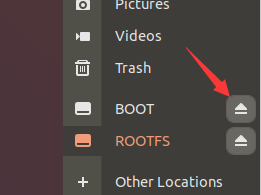 Pictures
Videos
Trash
BOOT
ROOTFS
Other Locations